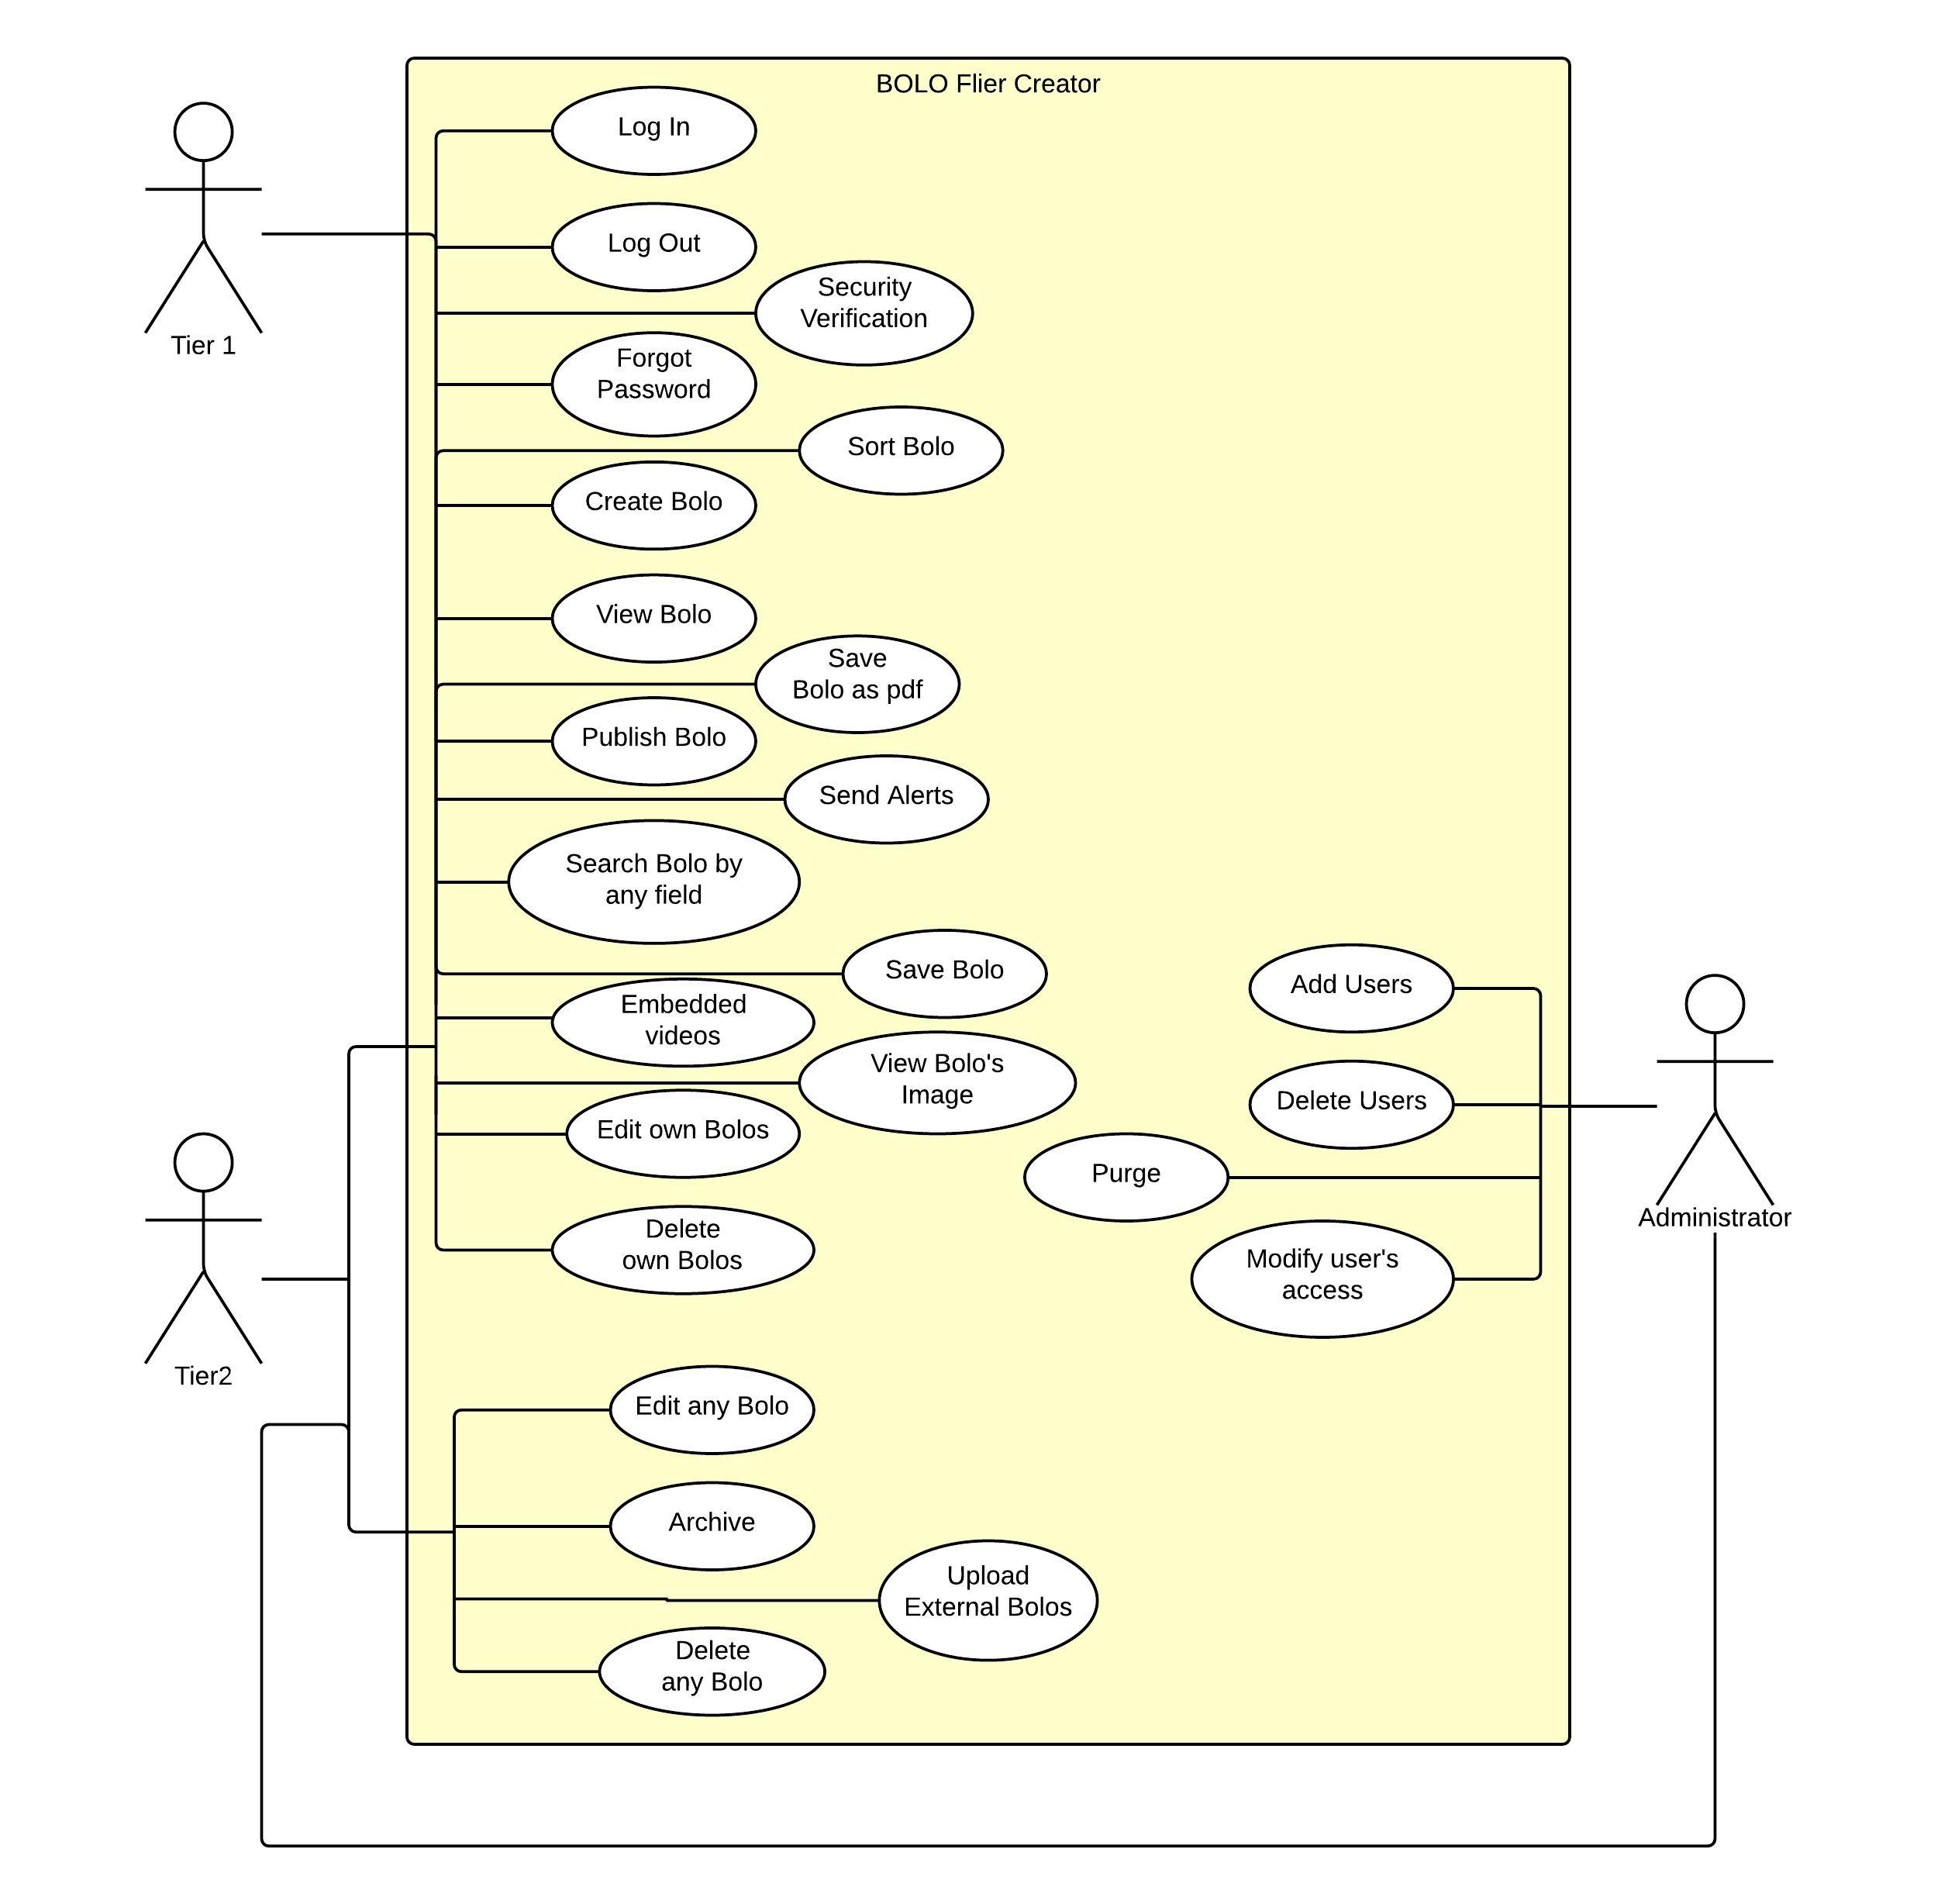 BOLO Flier Creator
Log In
Log Out
Security
Verification
Tier 1
Forgot
Password
Sort Bolo
Create Bolo
View Bolo
Save
Bolo as pdf
Publish Bolo
Send Alerts
Search Bolo by
any field
Save Bolo
Add Users
Embedded
videos
View Bolo's
Image
Delete Users
Edit own Bolos
Purge
Administrator
Delete
own Bolos
Modify user's
access
Tier2
Edit any Bolo
Archive
Upload
External Bolos
Delete
any Bolo